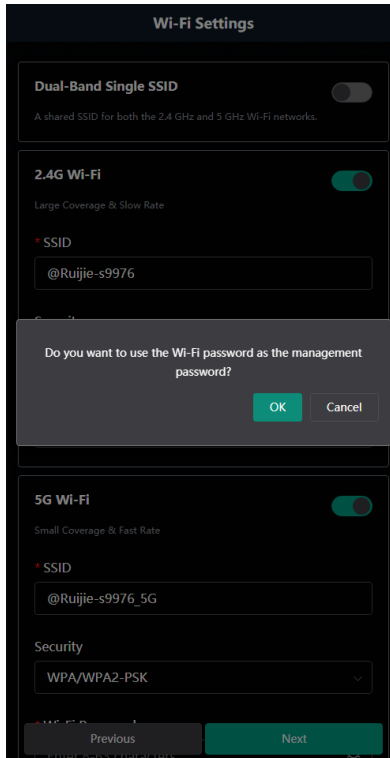 Wi-Fi Settings
Dual-Band Single SSID
A shared SSID for both the 2.4 GHz and 5 GHz Wi-Fi networks.
2.4G Wi-Fi
Large Coverage & Slow Rate
* SSID
@Ruijie-s9976
Do you want to use the Wi-Fi password as the management
password?
OK Cancel
5G Wi-Fi
Small Coverage & Fast Rate
* SSID
@Ruijie-s9976_5G
Security
WPA/WPA2-PSK
Previous Next